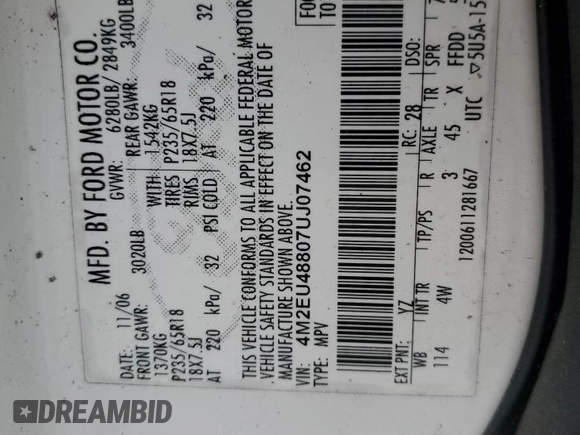 MFD. BY FORD MOTOR CO.
DATE: 11/06 GVWR: 6280LB/ 2849KG
FRONT GAWR: 3020LB REAR GAWR: 3400LB
1370KG WITH 1542KG
P235/65R18 TIRES P235/65R18
18X7.5J RIMS 18X7.5J
AT 220 kPa/ 32 PSI COLD AT 220 kPa/ 32
THIS VEHICLE CONFORMS TO ALL APPLICABLE FEDERAL MOTOR
VEHICLE SAFETY STANDARDS IN EFFECT ON THE DATE OF
MANUFACTURE SHOWN ABOVE.
VIN: 4M2EU48807UJ07462
TYPE: MPV
EXT PNT: YZ RC: 28 DSO:
WB INT TR TP/PS R AXLE TR SPR
114 4W 3 45 X FFDD
1200611281667 UTC ▽5U5A-15
TO
DREAMBID